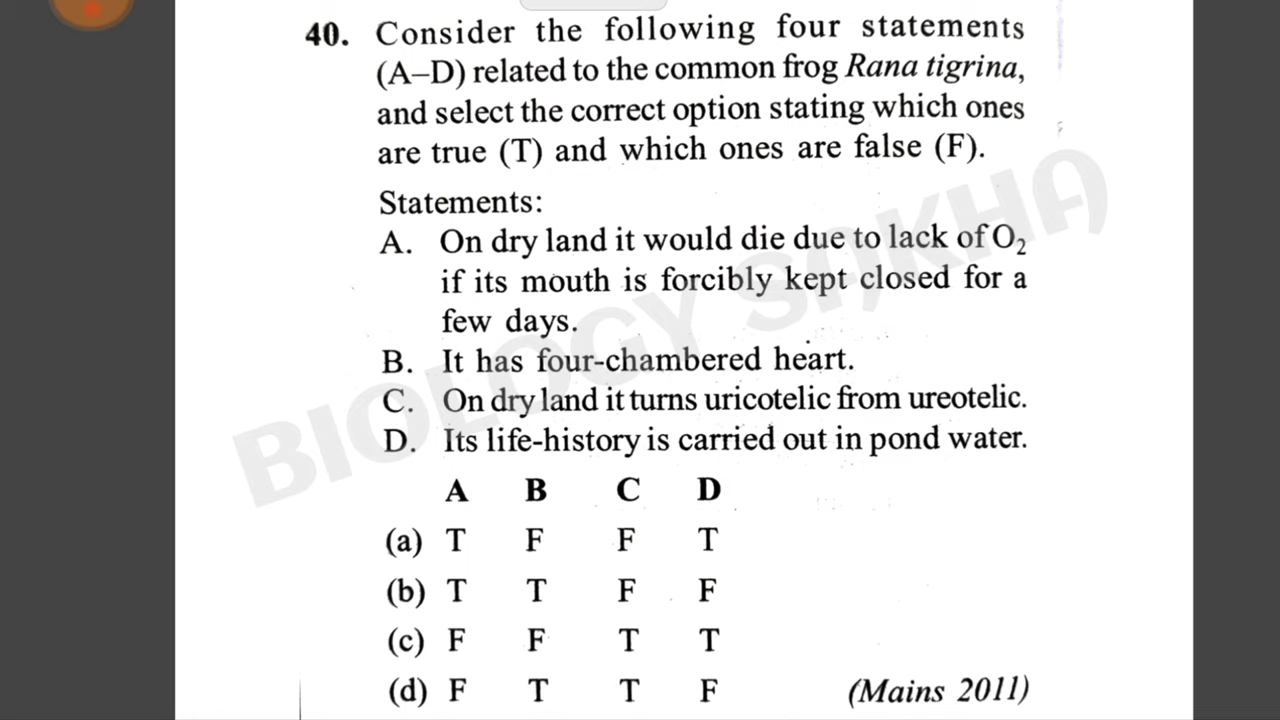 40. Consider the following four statements
(A–D) related to the common frog Rana tigrina,
and select the correct option stating which ones
are true (T) and which ones are false (F).
Statements:
A. On dry land it would die due to lack of O₂
if its mouth is forcibly kept closed for a
few days.
B. It has four-chambered heart.
C. On dry land it turns uricotelic from ureotelic.
D. Its life-history is carried out in pond water.
A B C D
(a) T F F T
(b) T T F F
(c) F F T T
(d) F T T F (Mains 2011)
BIOLOGY SAKHA